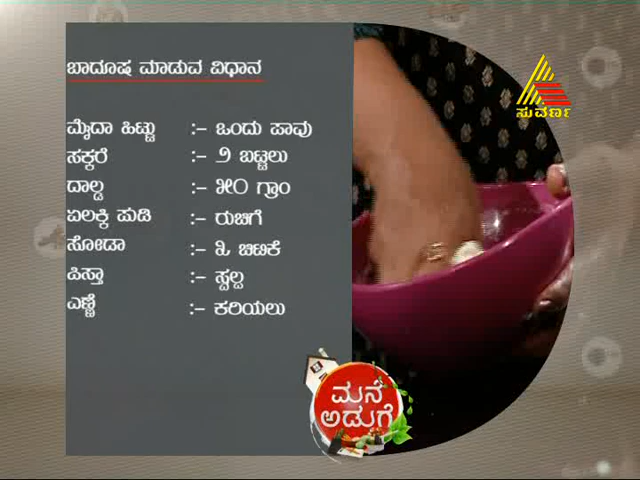 ಬಾದೂಷ ಮಾಡುವ ವಿಧಾನ
ಮೈದಾ ಹಿಟ್ಟು :- ಒಂದು ಪಾವು
ಸಕ್ಕರೆ :- ೨ ಬಟ್ಟಲು
ದಾಲ್ಡ :- ೫೦ ಗ್ರಾಂ
ಏಲಕ್ಕಿ ಪುಡಿ :- ರುಚಿಗೆ
ಸೋಡಾ :- ೩ ಚಿಟಿಕೆ
ಪಿಸ್ತಾ :- ಸ್ವಲ್ಪ
ಎಣ್ಣೆ :- ಕರಿಯಲು
ಸುವರ್ಣ
ಮನೆ
ಅಡುಗೆ